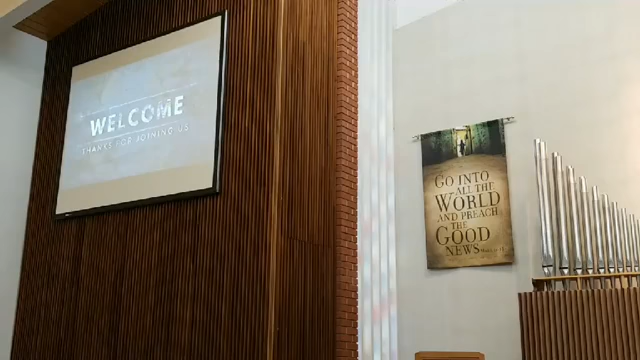 WELCOME
THANKS FOR JOINING US
GO INTO
ALL THE
WORLD
AND PREACH
THE
GOOD
NEWS